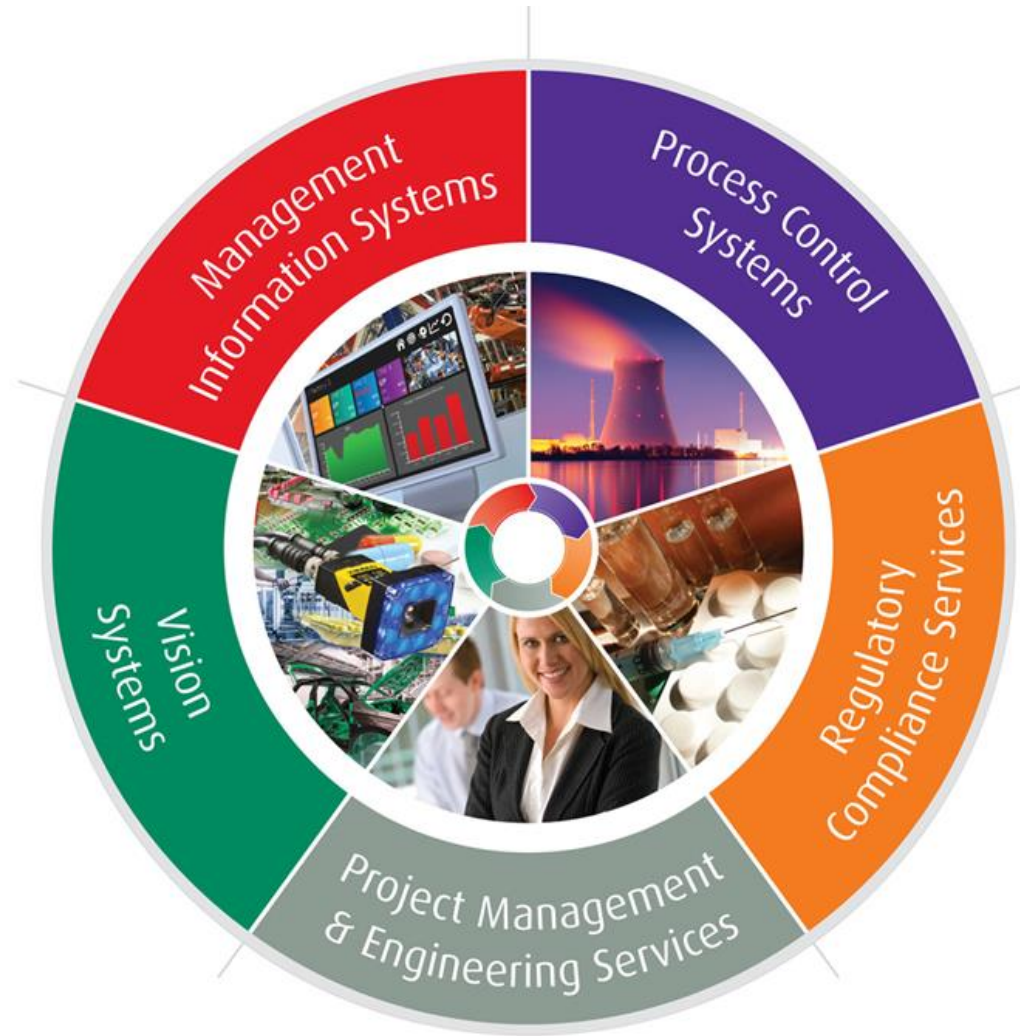 Management
Information Systems
Process Control
Systems
Regulatory
Compliance Services
Project Management
& Engineering Services
Vision
Systems